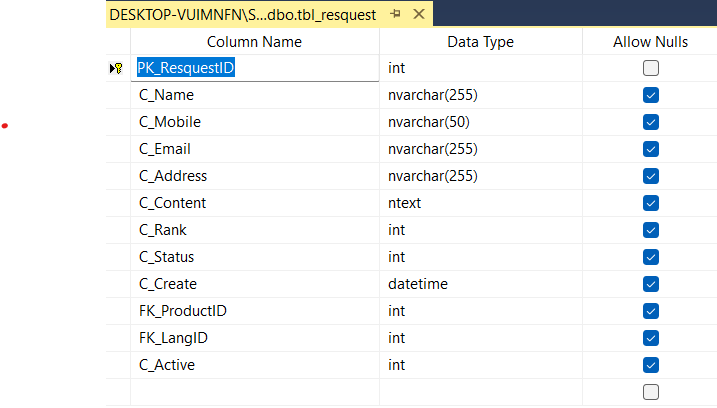 DESKTOP-VUIMNFN\S...dbo.tbl_resquest
Column Name Data Type Allow Nulls
PK_ResquestID int
C_Name nvarchar(255)
C_Mobile nvarchar(50)
C_Email nvarchar(255)
C_Address nvarchar(255)
C_Content ntext
C_Rank int
C_Status int
C_Create datetime
FK_ProductID int
FK_LangID int
C_Active int